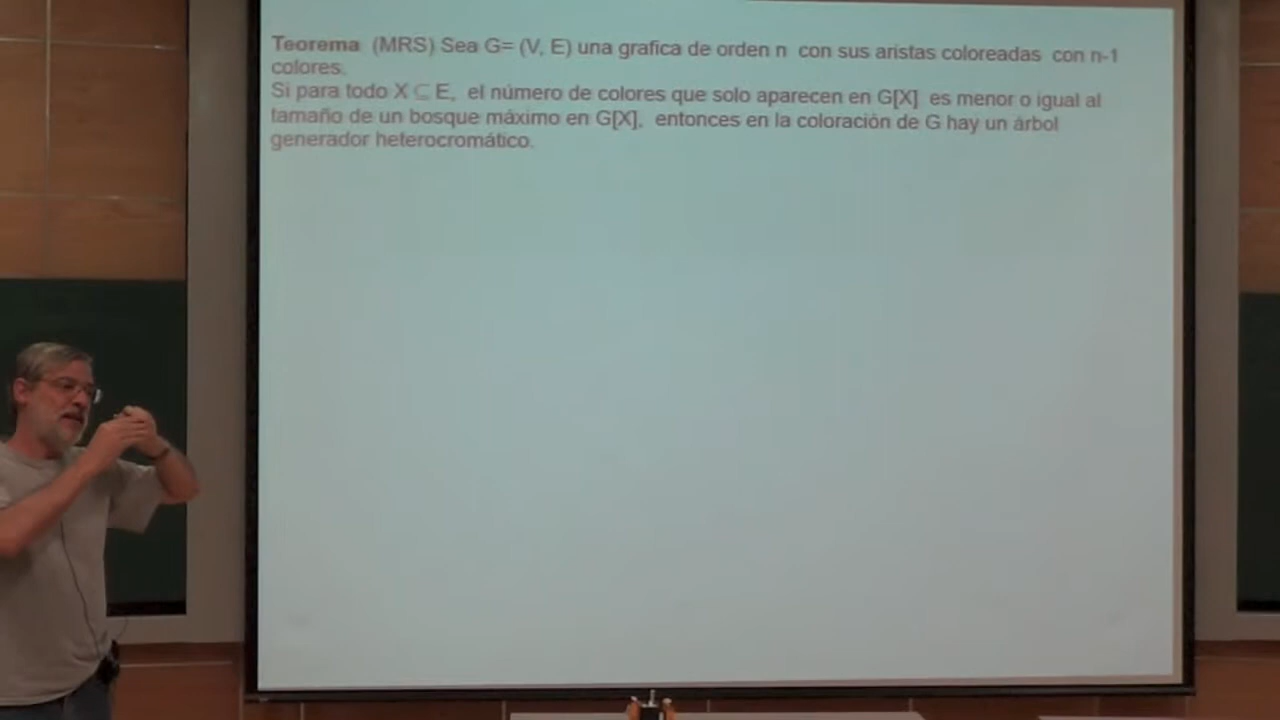 Teorema (MRS) Sea G= (V, E) una grafica de orden n con sus aristas coloreadas con n-1
colores.
Si para todo X ⊆ E, el número de colores que solo aparecen en G[X] es menor o igual al
tamaño de un bosque máximo en G[X], entonces en la coloración de G hay un árbol
generador heterocromático.